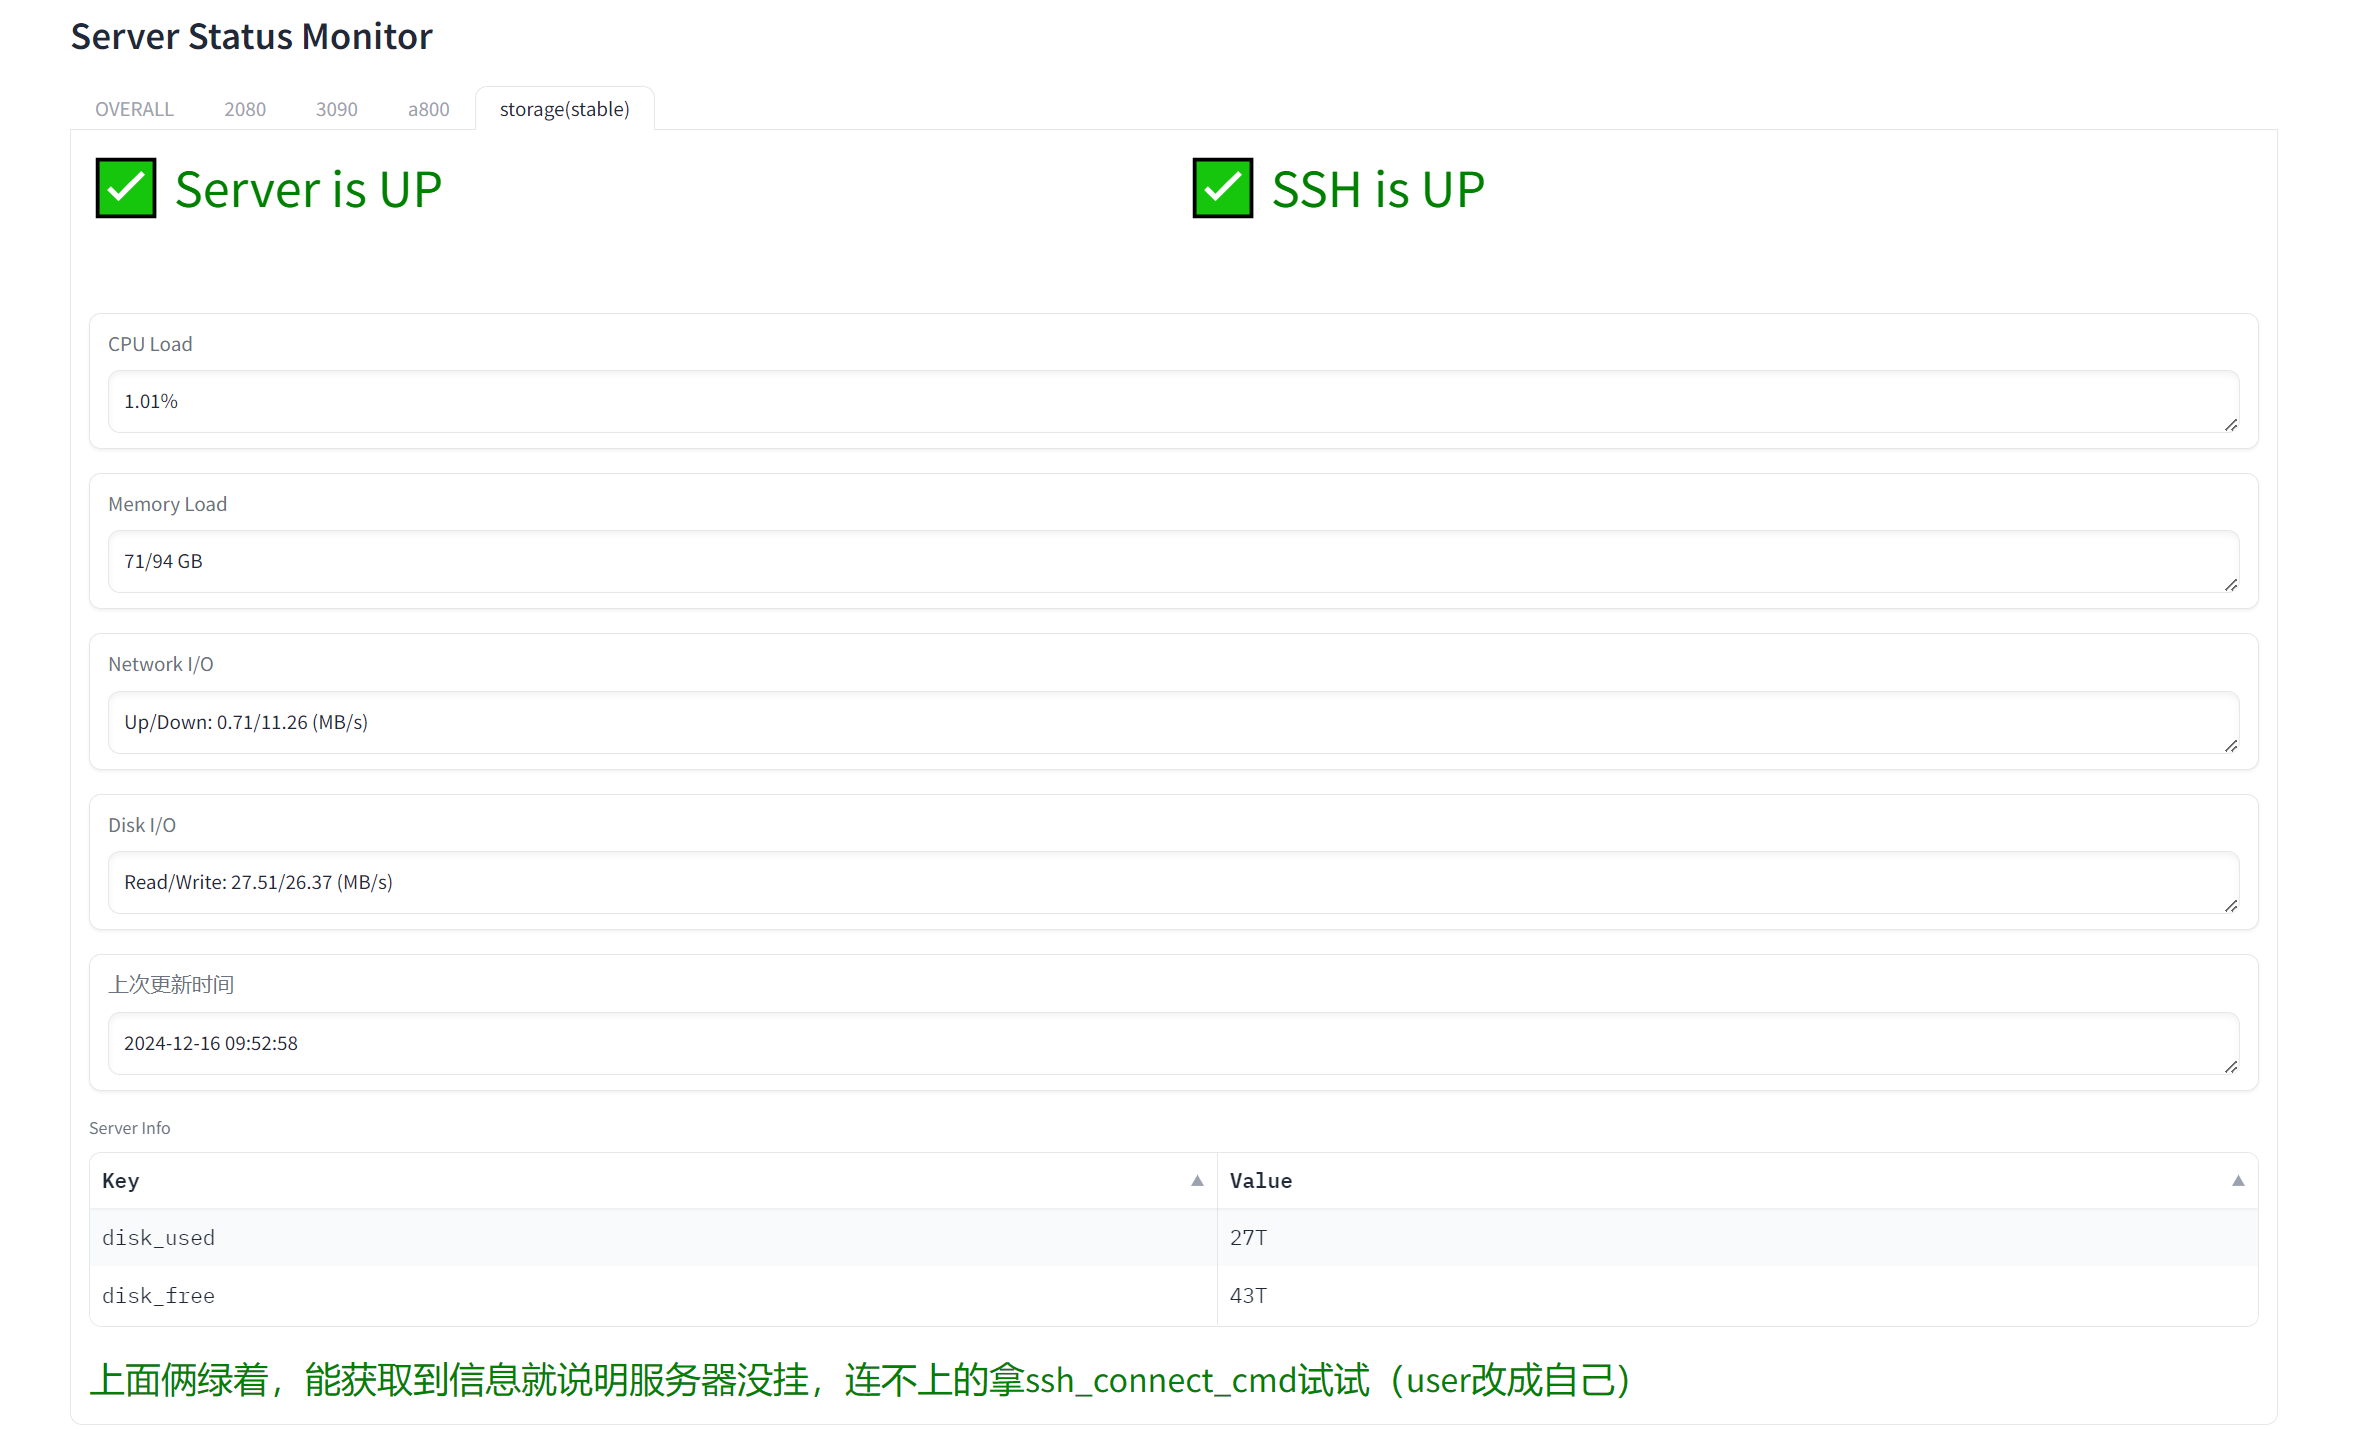 Server Status Monitor
OVERALL 2080 3090 a800 storage(stable)
Server is UP SSH is UP
CPU Load
1.01%
Memory Load
71/94 GB
Network I/O
Up/Down: 0.71/11.26 (MB/s)
Disk I/O
Read/Write: 27.51/26.37 (MB/s)
上次更新时间
2024-12-16 09:52:58
Server Info
Key Value
disk_used 27T
disk_free 43T
上面俩绿着，能获取到信息就说明服务器没挂，连不上的拿ssh_connect_cmd试试（user改成自己）